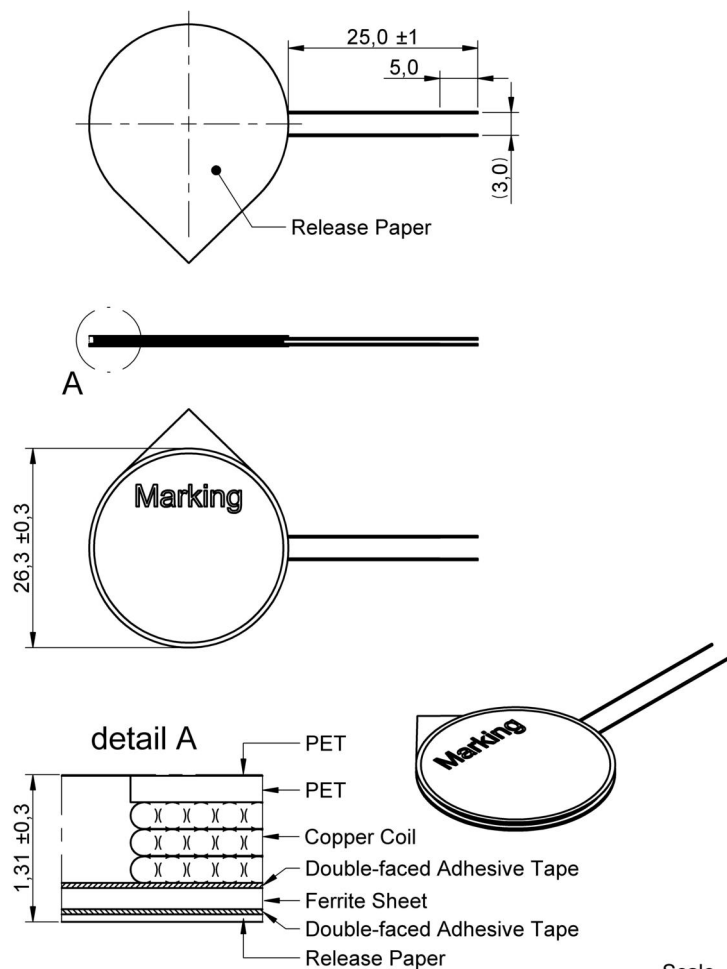 25,0 ±1
5,0
(3,0)
Release Paper
A
Marking
26,3 ±0,3
Marking
detail A
PET
PET
1,31 ±0,3
Copper Coil
Double-faced Adhesive Tape
Ferrite Sheet
Double-faced Adhesive Tape
Release Paper